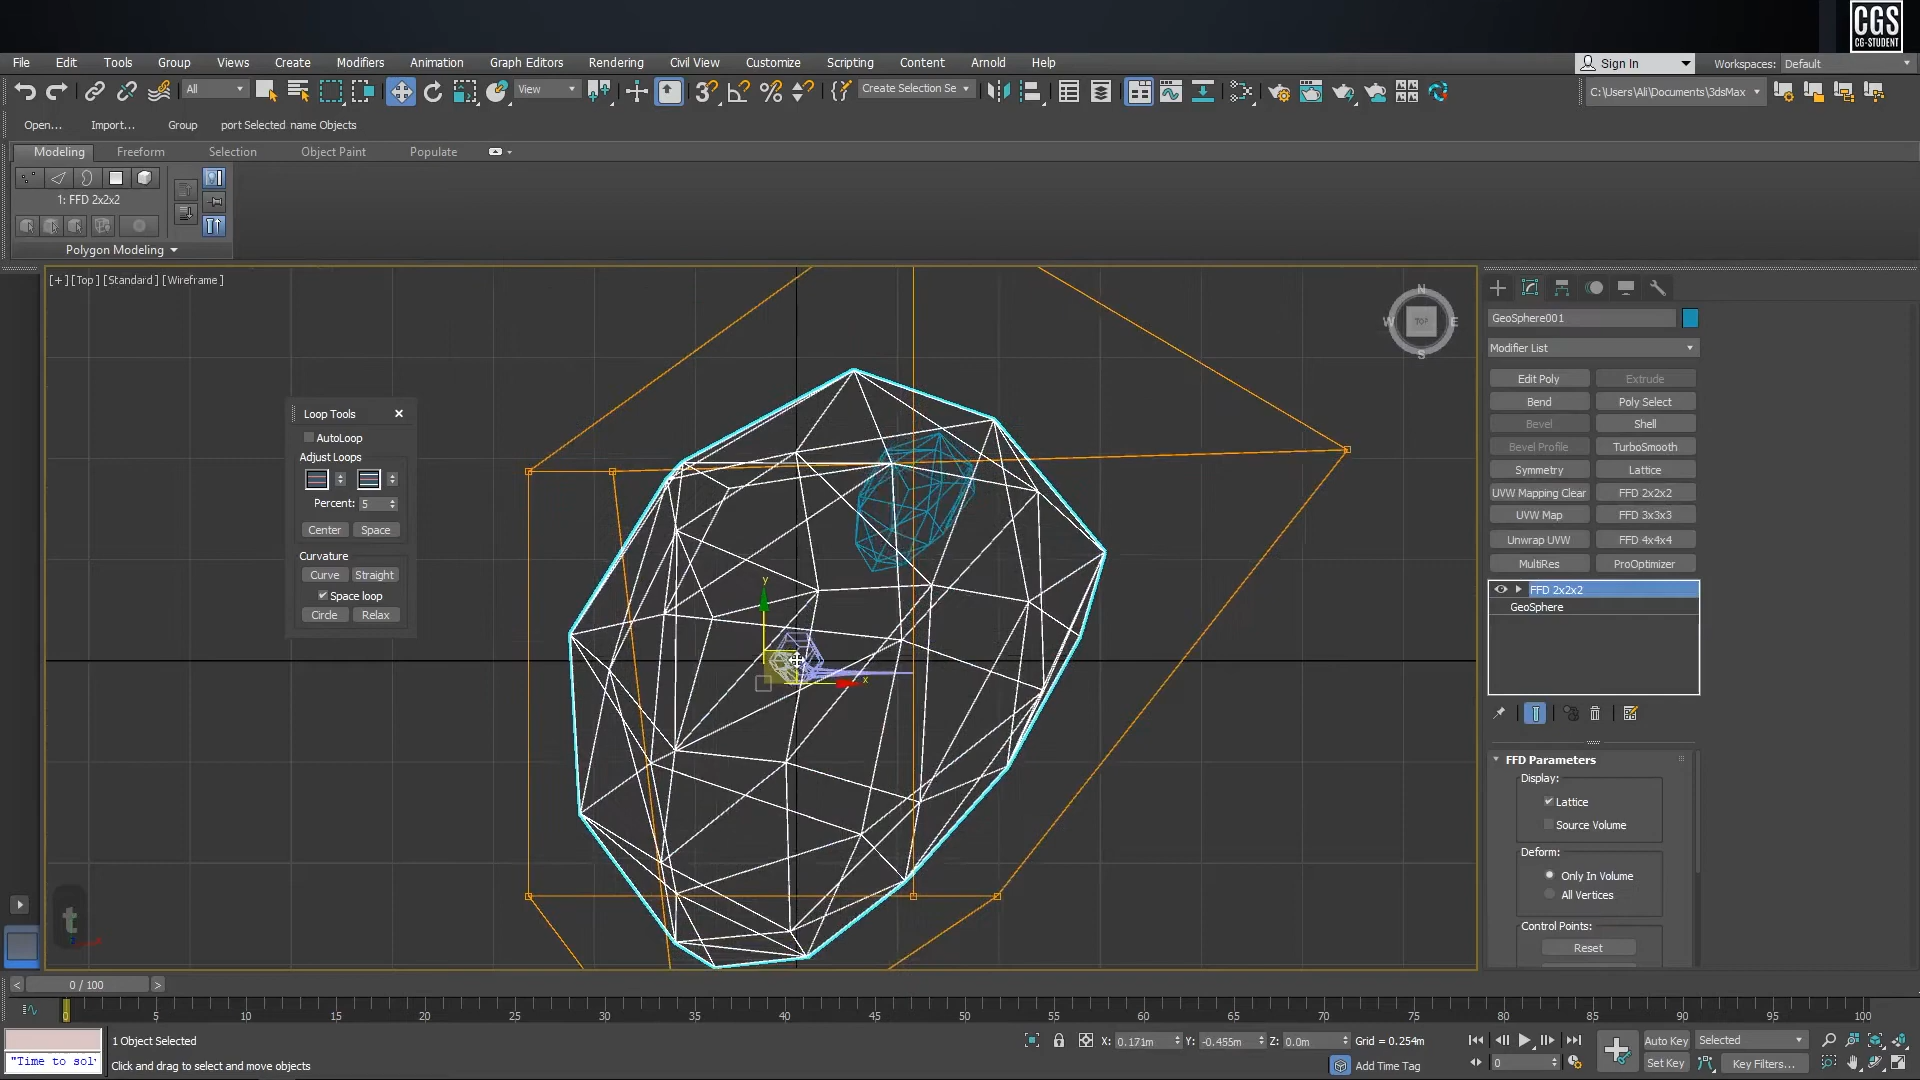 CGS
CG-STUDENT
File Edit Tools Group Views Create Modifiers Animation Graph Editors Rendering Civil View Customize Scripting Content Arnold Help
Sign In
Workspaces: Default
All
View
Create Selection Se
C:\Users\Ali\Documents\3dsMax
Open... Import... Group port Selected name Objects
Modeling Freeform Selection Object Paint Populate
1: FFD 2x2x2
Polygon Modeling
[+] [Top] [Standard] [Wireframe]
N
W TOP E
S
Loop Tools
AutoLoop
Adjust Loops
Percent: 5
Center Space
Curvature
Curve Straight
Space loop
Circle Relax
y
x
t
GeoSphere001
Modifier List
Edit Poly Extrude
Bend Poly Select
Bevel Shell
Bevel Profile TurboSmooth
Symmetry Lattice
UVW Mapping Clear FFD 2x2x2
UVW Map FFD 3x3x3
Unwrap UVW FFD 4x4x4
MultiRes ProOptimizer
FFD 2x2x2
GeoSphere
FFD Parameters
Display:
Lattice
Source Volume
Deform:
Only In Volume
All Vertices
Control Points:
Reset
< 0 / 100 >
0 5 10 15 20 25 30 35 40 45 50 55 60 65 70 75 80 85 90 95 100
1 Object Selected
X: 0.171m Y: -0.455m Z: 0.0m Grid = 0.254m
Auto Key Selected
"Time to sol
Click and drag to select and move objects
Add Time Tag
0
Set Key Key Filters...